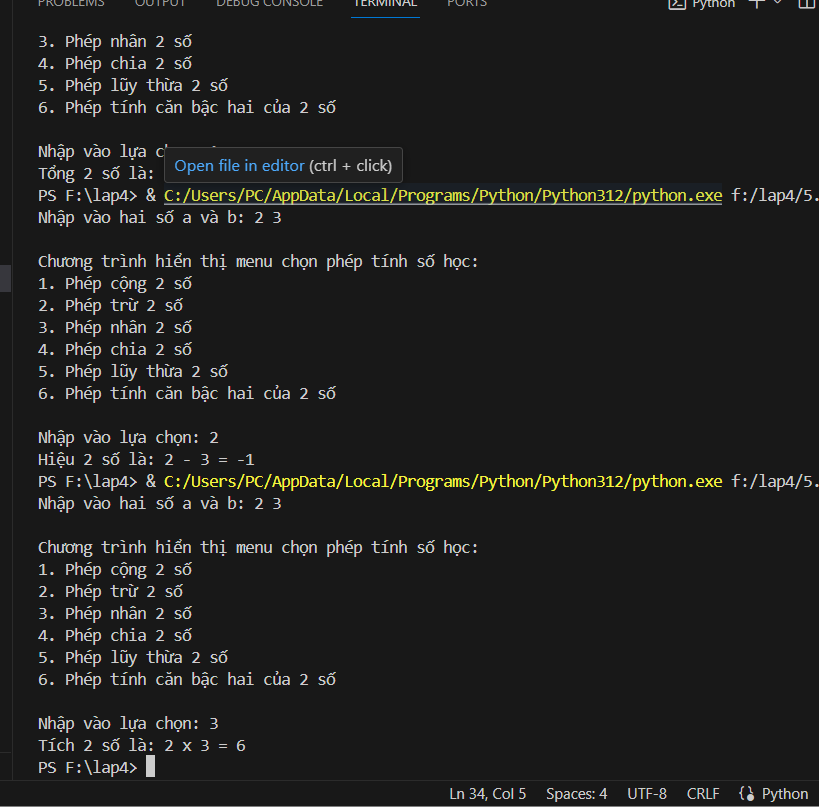 PROBLEMS OUTPUT DEBUG CONSOLE TERMINAL PORTS Python
3. Phép nhân 2 số
4. Phép chia 2 số
5. Phép lũy thừa 2 số
6. Phép tính căn bậc hai của 2 số
Nhập vào lựa
Open file in editor (ctrl + click)
Tổng 2 số là:
PS F:\lap4> & C:/Users/PC/AppData/Local/Programs/Python/Python312/python.exe f:/lap4/5.
Nhập vào hai số a và b: 2 3
Chương trình hiển thị menu chọn phép tính số học:
1. Phép cộng 2 số
2. Phép trừ 2 số
3. Phép nhân 2 số
4. Phép chia 2 số
5. Phép lũy thừa 2 số
6. Phép tính căn bậc hai của 2 số
Nhập vào lựa chọn: 2
Hiệu 2 số là: 2 - 3 = -1
PS F:\lap4> & C:/Users/PC/AppData/Local/Programs/Python/Python312/python.exe f:/lap4/5.
Nhập vào hai số a và b: 2 3
Chương trình hiển thị menu chọn phép tính số học:
1. Phép cộng 2 số
2. Phép trừ 2 số
3. Phép nhân 2 số
4. Phép chia 2 số
5. Phép lũy thừa 2 số
6. Phép tính căn bậc hai của 2 số
Nhập vào lựa chọn: 3
Tích 2 số là: 2 x 3 = 6
PS F:\lap4>
Ln 34, Col 5 Spaces: 4 UTF-8 CRLF Python